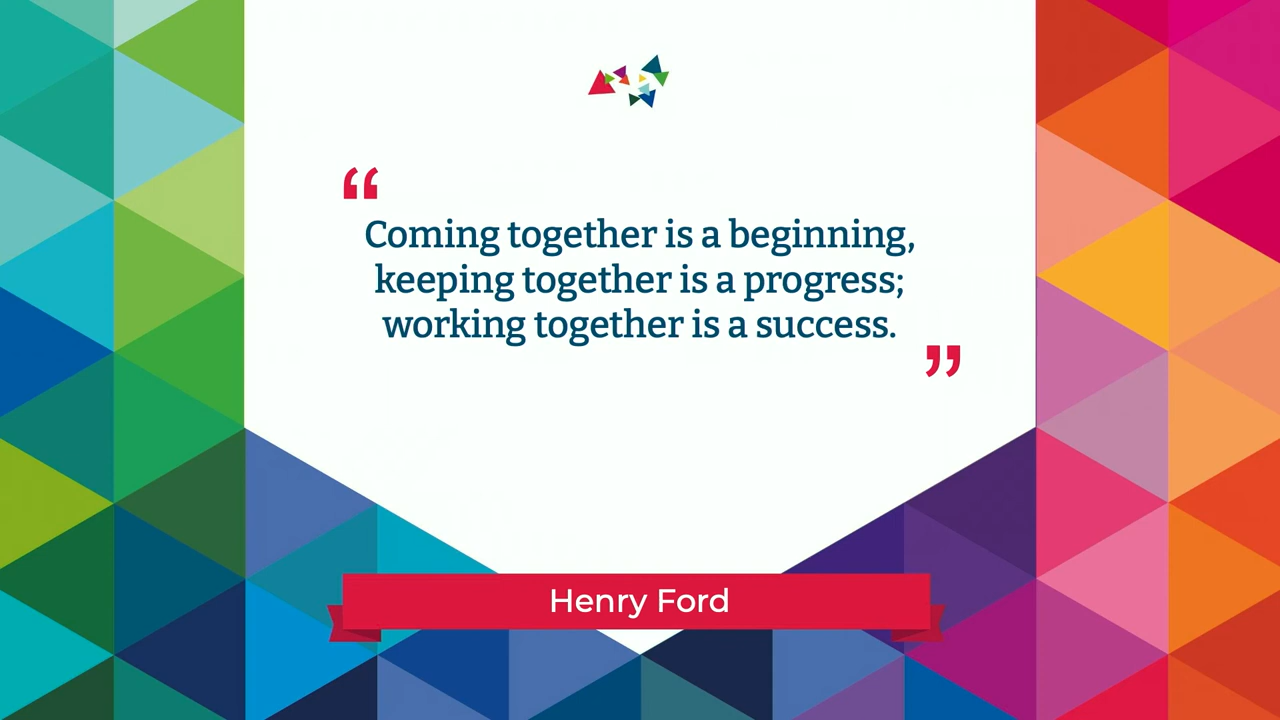 “
Coming together is a beginning,
keeping together is a progress;
working together is a success.
”
Henry Ford